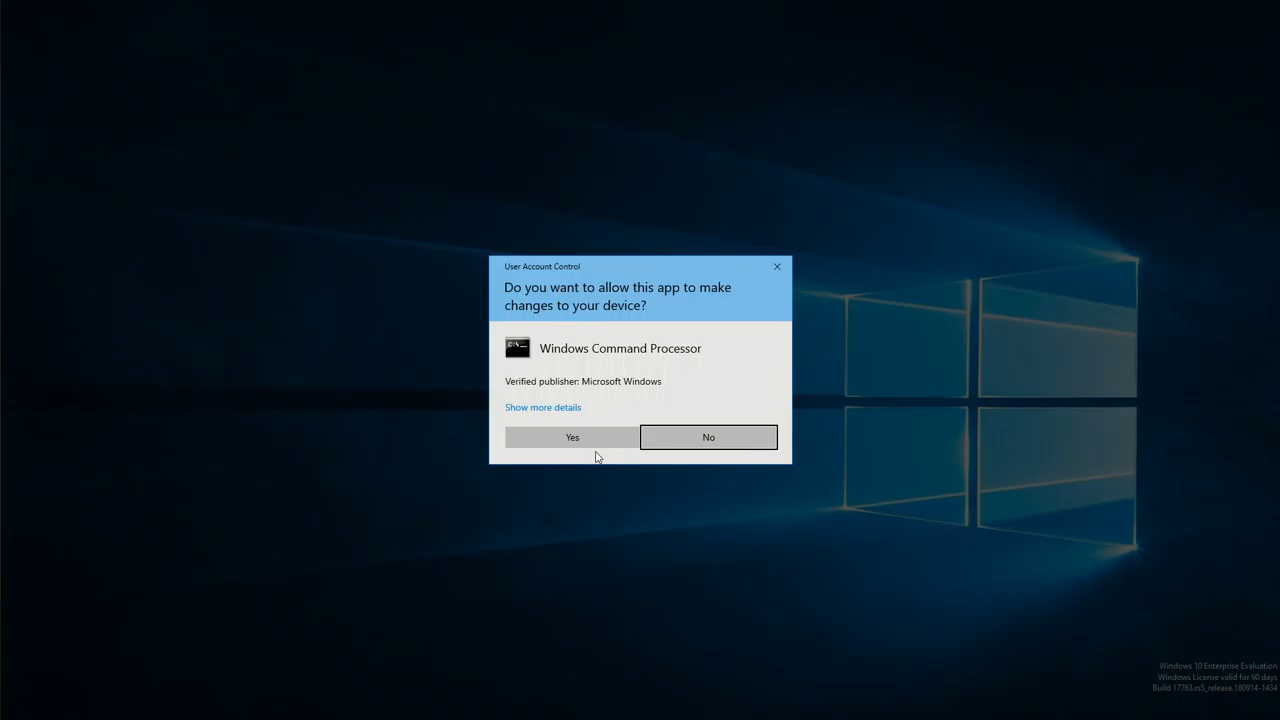 User Account Control
Do you want to allow this app to make
changes to your device?
Windows Command Processor
Verified publisher: Microsoft Windows
Show more details
Yes
No
Windows 10 Enterprise Evaluation
Windows License valid for 90 days
Build 17763.rs5_release.180914-1434